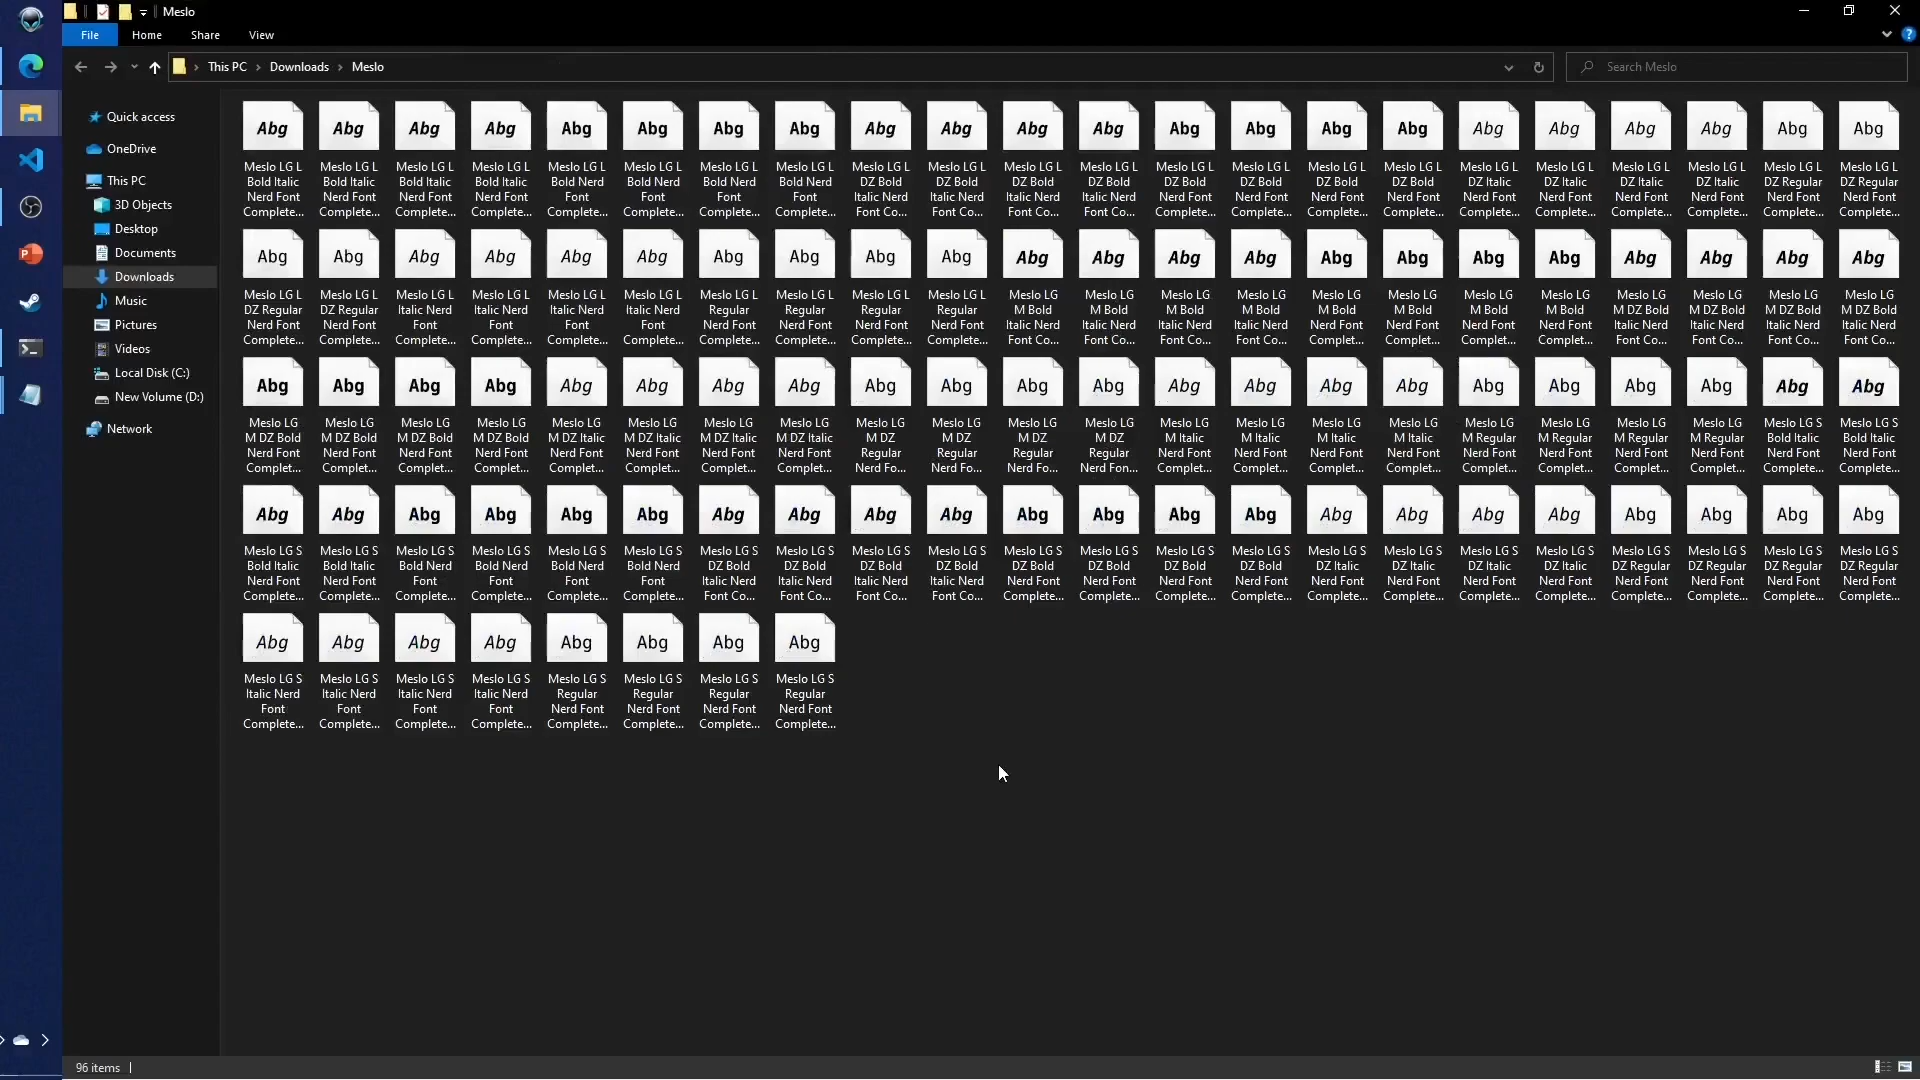 Meslo
File Home Share View
This PC Downloads Meslo
Search Meslo
Quick access
OneDrive
This PC
3D Objects
Desktop
Documents
Downloads
Music
Pictures
Videos
Local Disk (C:)
New Volume (D:)
Network
Abg Abg Abg Abg Abg Abg Abg Abg Abg Abg Abg Abg Abg Abg Abg Abg Abg Abg Abg Abg Abg Abg
Meslo LG L Meslo LG L Meslo LG L Meslo LG L Meslo LG L Meslo LG L Meslo LG L Meslo LG L Meslo LG L Meslo LG L Meslo LG L Meslo LG L Meslo LG L Meslo LG L Meslo LG L Meslo LG L Meslo LG L Meslo LG L Meslo LG L Meslo LG L Meslo LG L Meslo LG L
Bold Italic Bold Italic Bold Italic Bold Italic Bold Nerd Bold Nerd Bold Nerd Bold Nerd DZ Bold DZ Bold DZ Bold DZ Bold DZ Bold DZ Bold DZ Bold DZ Bold DZ Italic DZ Italic DZ Italic DZ Italic DZ Regular DZ Regular
Nerd Font Nerd Font Nerd Font Nerd Font Font Font Font Font Italic Nerd Italic Nerd Italic Nerd Italic Nerd Nerd Font Nerd Font Nerd Font Nerd Font Nerd Font Nerd Font Nerd Font Nerd Font Nerd Font Nerd Font
Complete... Complete... Complete... Complete... Complete... Complete... Complete... Complete... Font Co... Font Co... Font Co... Font Co... Complete... Complete... Complete... Complete... Complete... Complete... Complete... Complete... Complete... Complete...
Abg Abg Abg Abg Abg Abg Abg Abg Abg Abg Abg Abg Abg Abg Abg Abg Abg Abg Abg Abg Abg Abg
Meslo LG L Meslo LG L Meslo LG L Meslo LG L Meslo LG L Meslo LG L Meslo LG L Meslo LG L Meslo LG L Meslo LG L Meslo LG Meslo LG Meslo LG Meslo LG Meslo LG Meslo LG Meslo LG Meslo LG Meslo LG Meslo LG Meslo LG Meslo LG
DZ Regular DZ Regular Italic Nerd Italic Nerd Italic Nerd Italic Nerd Regular Regular Regular Regular M Bold M Bold M Bold M Bold M Bold M Bold M Bold M Bold M DZ Bold M DZ Bold M DZ Bold M DZ Bold
Nerd Font Nerd Font Font Font Font Font Nerd Font Nerd Font Nerd Font Nerd Font Italic Nerd Italic Nerd Italic Nerd Italic Nerd Nerd Font Nerd Font Nerd Font Nerd Font Italic Nerd Italic Nerd Italic Nerd Italic Nerd
Complete... Complete... Complete... Complete... Complete... Complete... Complete... Complete... Complete... Complete... Font Co... Font Co... Font Co... Font Co... Complet... Complet... Complet... Complet... Font Co... Font Co... Font Co... Font Co...
Abg Abg Abg Abg Abg Abg Abg Abg Abg Abg Abg Abg Abg Abg Abg Abg Abg Abg Abg Abg Abg Abg
Meslo LG Meslo LG Meslo LG Meslo LG Meslo LG Meslo LG Meslo LG Meslo LG Meslo LG Meslo LG Meslo LG Meslo LG Meslo LG Meslo LG Meslo LG Meslo LG Meslo LG Meslo LG Meslo LG Meslo LG Meslo LG S Meslo LG S
M DZ Bold M DZ Bold M DZ Bold M DZ Bold M DZ Italic M DZ Italic M DZ Italic M DZ Italic M DZ M DZ M DZ M DZ M Italic M Italic M Italic M Italic M Regular M Regular M Regular M Regular Bold Italic Bold Italic
Nerd Font Nerd Font Nerd Font Nerd Font Nerd Font Nerd Font Nerd Font Nerd Font Regular Regular Regular Regular Nerd Font Nerd Font Nerd Font Nerd Font Nerd Font Nerd Font Nerd Font Nerd Font Nerd Font Nerd Font
Complet... Complet... Complet... Complet... Complet... Complet... Complet... Complet... Nerd Fo... Nerd Fo... Nerd Fo... Nerd Fon... Complet... Complet... Complet... Complet... Complet... Complet... Complet... Complet... Complete... Complete...
Abg Abg Abg Abg Abg Abg Abg Abg Abg Abg Abg Abg Abg Abg Abg Abg Abg Abg Abg Abg Abg Abg
Meslo LG S Meslo LG S Meslo LG S Meslo LG S Meslo LG S Meslo LG S Meslo LG S Meslo LG S Meslo LG S Meslo LG S Meslo LG S Meslo LG S Meslo LG S Meslo LG S Meslo LG S Meslo LG S Meslo LG S Meslo LG S Meslo LG S Meslo LG S Meslo LG S Meslo LG S
Bold Italic Bold Italic Bold Nerd Bold Nerd Bold Nerd Bold Nerd DZ Bold DZ Bold DZ Bold DZ Bold DZ Bold DZ Bold DZ Bold DZ Bold DZ Italic DZ Italic DZ Italic DZ Italic DZ Regular DZ Regular DZ Regular DZ Regular
Nerd Font Nerd Font Font Font Font Font Italic Nerd Italic Nerd Italic Nerd Italic Nerd Nerd Font Nerd Font Nerd Font Nerd Font Nerd Font Nerd Font Nerd Font Nerd Font Nerd Font Nerd Font Nerd Font Nerd Font
Complete... Complete... Complete... Complete... Complete... Complete... Font Co... Font Co... Font Co... Font Co... Complete... Complete... Complete... Complete... Complete... Complete... Complete... Complete... Complete... Complete... Complete... Complete...
Abg Abg Abg Abg Abg Abg Abg Abg
Meslo LG S Meslo LG S Meslo LG S Meslo LG S Meslo LG S Meslo LG S Meslo LG S Meslo LG S
Italic Nerd Italic Nerd Italic Nerd Italic Nerd Regular Regular Regular Regular
Font Font Font Font Nerd Font Nerd Font Nerd Font Nerd Font
Complete... Complete... Complete... Complete... Complete... Complete... Complete... Complete...
96 items